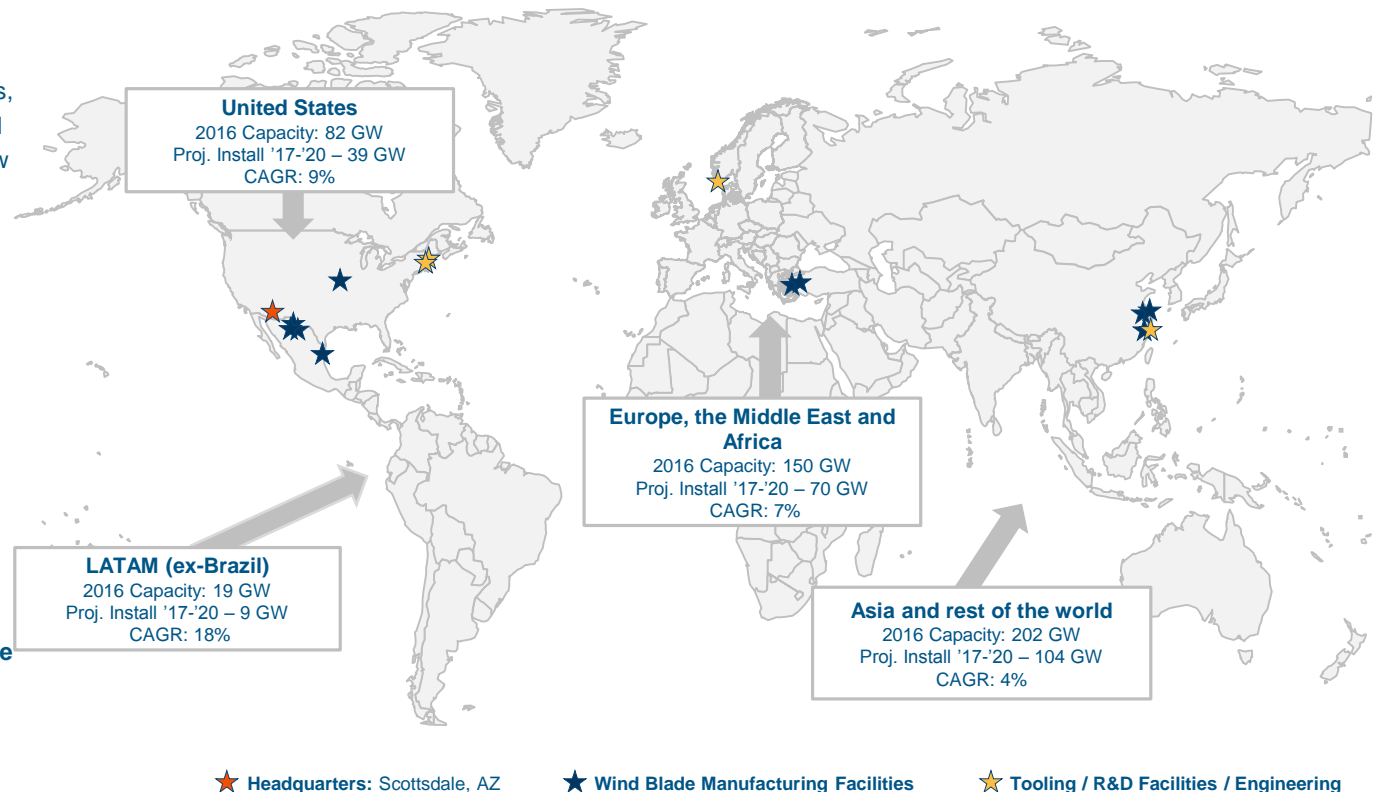 s,
w
United States
2016 Capacity: 82 GW
Proj. Install ’17-’20 – 39 GW
CAGR: 9%
Europe, the Middle East and
Africa
2016 Capacity: 150 GW
Proj. Install ’17-’20 – 70 GW
CAGR: 7%
LATAM (ex-Brazil)
2016 Capacity: 19 GW
Proj. Install ’17-’20 – 9 GW
CAGR: 18%
e
Asia and rest of the world
2016 Capacity: 202 GW
Proj. Install ’17-’20 – 104 GW
CAGR: 4%
Headquarters: Scottsdale, AZ
Wind Blade Manufacturing Facilities
Tooling / R&D Facilities / Engineering